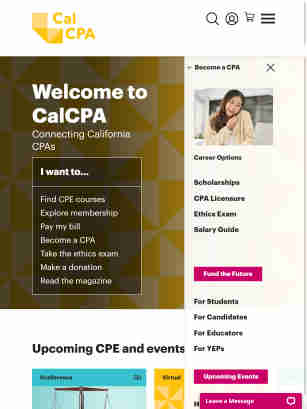 Cal
CPA
Welcome to
CalCPA
Connecting California
CPAs
I want to...
Find CPE courses
Explore membership
Pay my bill
Become a CPA
Take the ethics exam
Make a donation
Read the magazine
Upcoming CPE and events
Virtual
← Become a CPA
Career Options
Scholarships
CPA Licensure
Ethics Exam
Salary Guide
Fund the Future
For Students
For Candidates
For Educators
For YEPs
Upcoming Events
Leave a Message